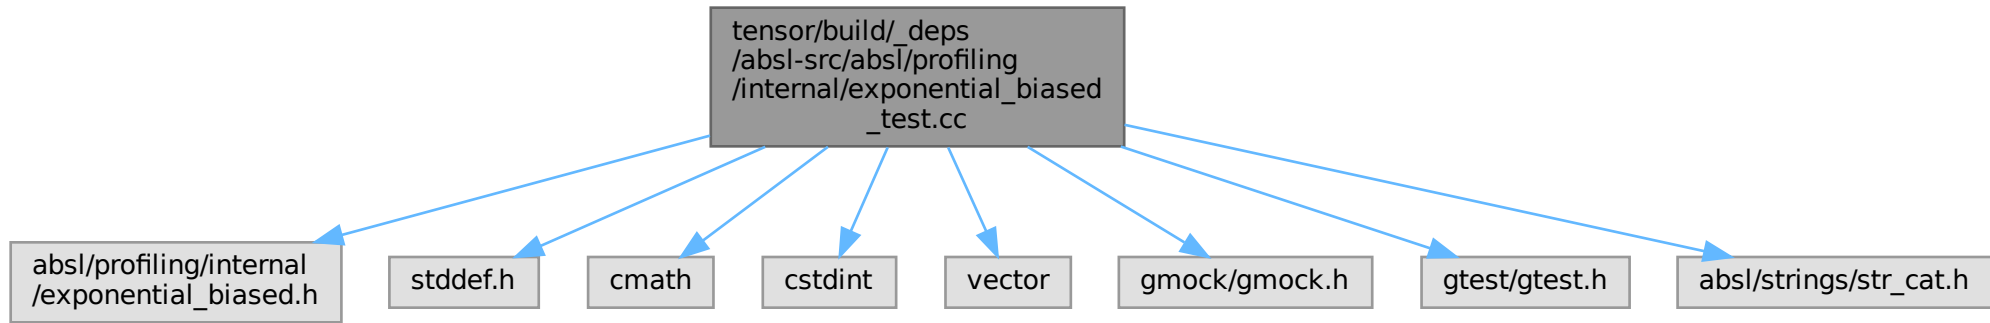 tensor/build/_deps
/absl-src/absl/profiling
/internal/exponential_biased
_test.cc
absl/profiling/internal
/exponential_biased.h
stddef.h
cmath
cstdint
vector
gmock/gmock.h
gtest/gtest.h
absl/strings/str_cat.h